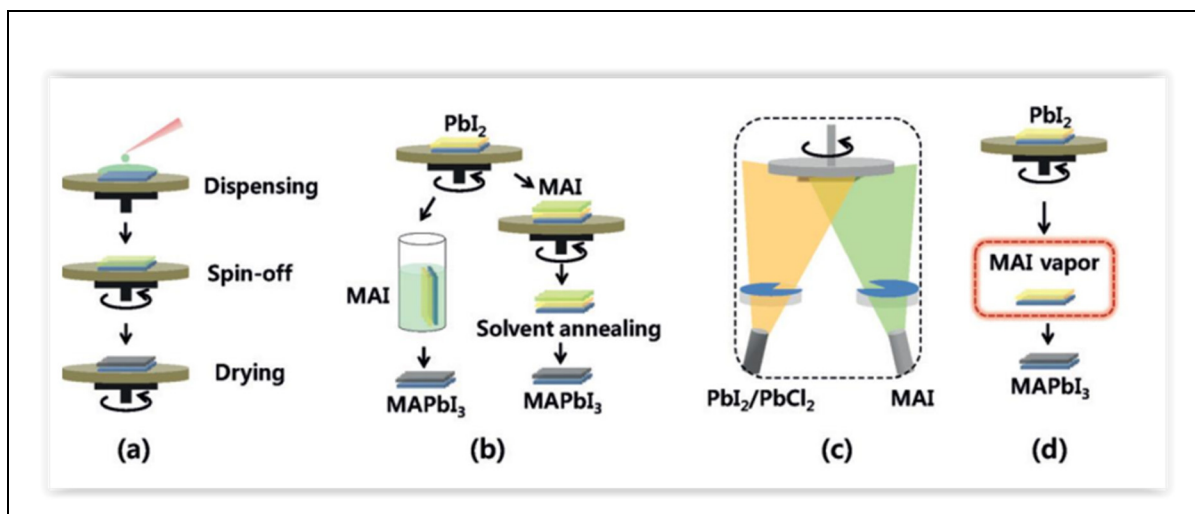 Dispensing
Spin-off
Drying
(a)
PbI₂
MAI
MAI
Solvent annealing
MAPbI₃
MAPbI₃
(b)
PbI₂/PbCl₂
MAI
(c)
PbI₂
MAI vapor
MAPbI₃
(d)